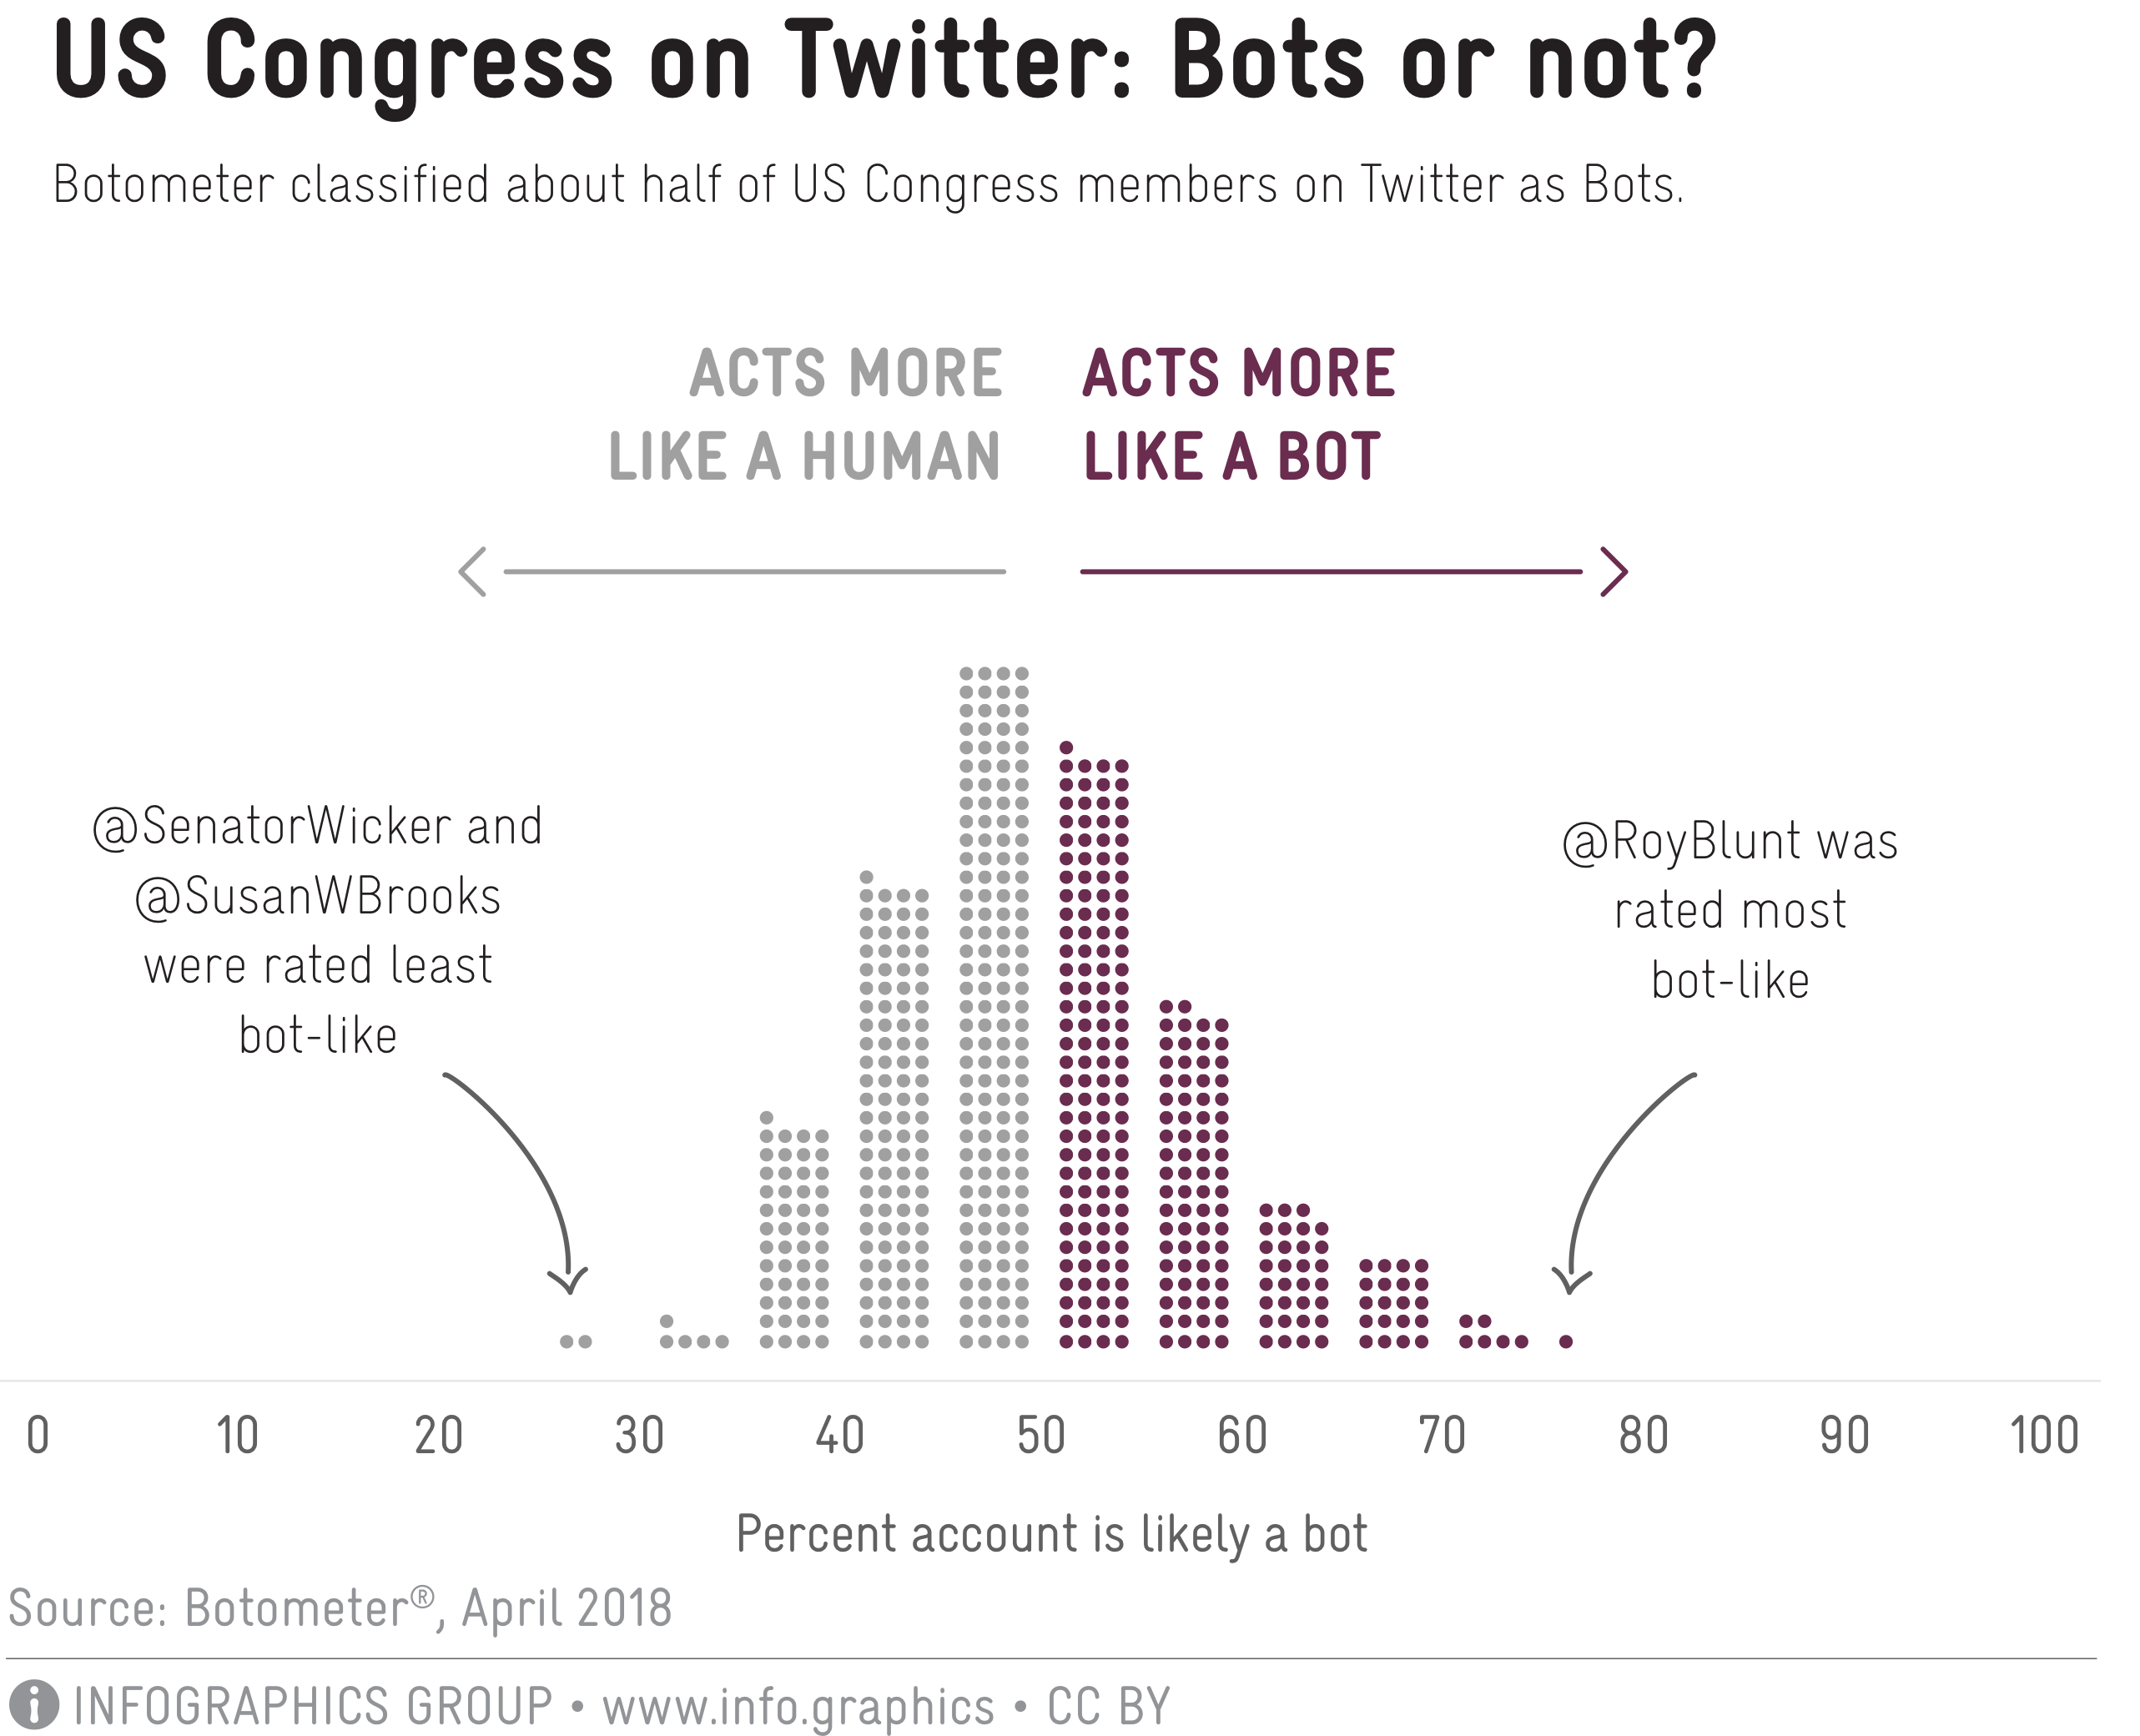 US Congress on Twitter: Bots or not?
Botometer classified about half of US Congress members on Twitter as Bots.
ACTS MORE
LIKE A HUMAN
ACTS MORE
LIKE A BOT
@SenatorWicker and
@SusanWBrooks
were rated least
bot-like
@RoyBlunt was
rated most
bot-like
0 10 20 30 40 50 60 70 80 90 100
Percent account is likely a bot
Source: Botometer®, April 2018
INFOGRAPHICS GROUP • www.info.graphics • CC BY